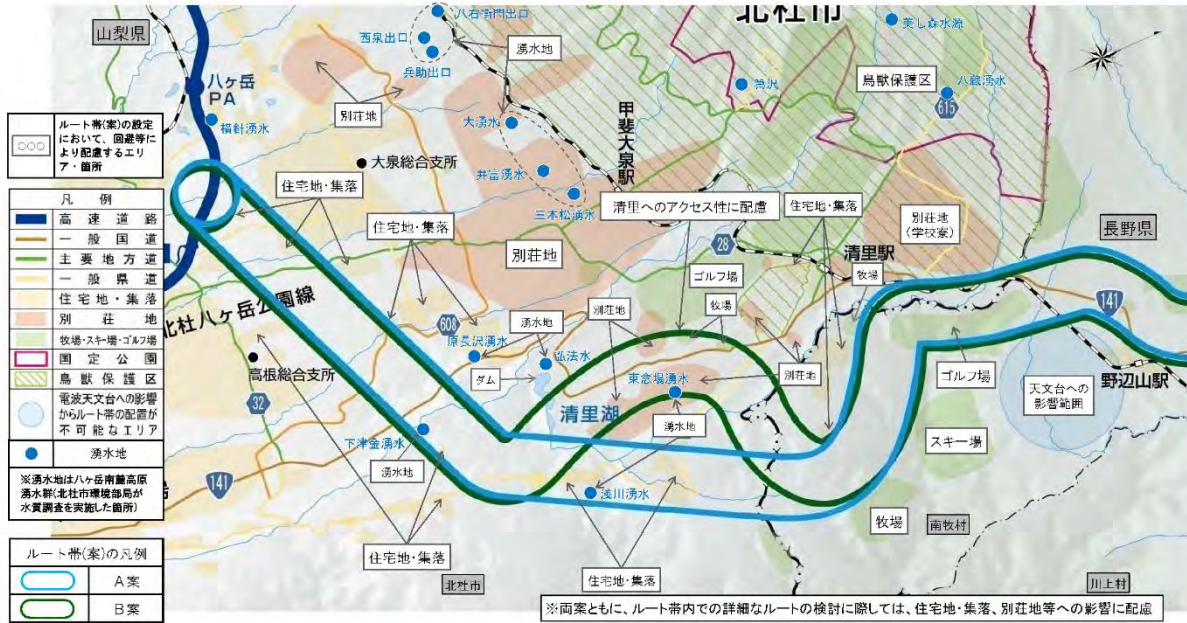 八右衛門出口
北杜市
美し森水源
山梨県
西泉出口
湧水地
兵助出口
鳥獣保護区
八ヶ岳
PA
別荘地
八蔵湧水
615
横針湧水
大湧水
甲斐大泉駅
○○○
ルート帯(案)の設定
において、回避等に
より配慮するエリ
ア・箇所
大泉総合支所
井富湧水
三本松湧水
住宅地・集落
清里へのアクセス性に配慮
住宅地・集落
別荘地
(学校寮)
凡例
高速道路
一般国道
主要地方道
一般県道
住宅地・集落
別荘地
牧場・スキー場・ゴルフ場
国定公園
鳥獣保護区
電波天文台への影響
からルート帯の配置が
不可能なエリア
湧水地
※湧水地は八ヶ岳南麓高原
湧水群(北杜市環境部局が
水質調査を実施した箇所)
住宅地・集落
別荘地
28
清里駅
長野県
ゴルフ場
牧場
141
北杜八ヶ岳公園線
608
別荘地
牧場
湧水地
原長沢湧水
弘法水
ダム
高根総合支所
32
東念場湧水
別荘地
ゴルフ場
天文台への
影響範囲
野辺山駅
清里湖
湧水地
下津金湧水
湧水地
スキー場
141
浅川湧水
牧場
南牧村
住宅地・集落
北杜市
住宅地・集落
川上村
ルート帯(案)の凡例
A案
B案
※両案ともに、ルート帯内での詳細なルートの検討に際しては、住宅地・集落、別荘地等への影響に配慮